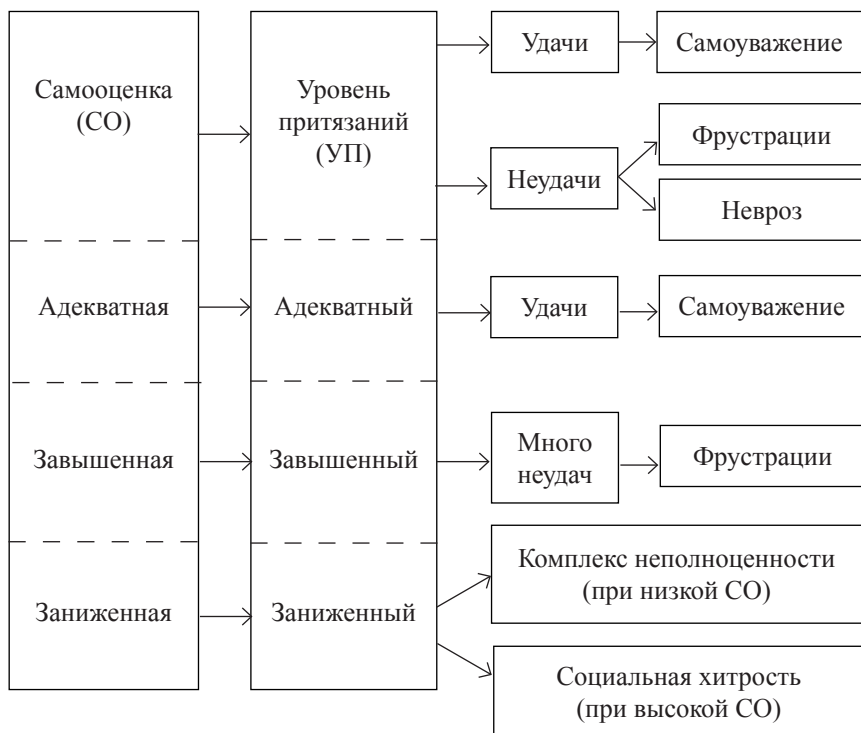 Самооценка
(СО)
Уровень
притязаний
(УП)
Удачи
Самоуважение
Неудачи
Фрустрации
Невроз
Адекватная
Адекватный
Удачи
Самоуважение
Завышенная
Завышенный
Много
неудач
Фрустрации
Заниженная
Заниженный
Комплекс неполноценности
(при низкой СО)
Социальная хитрость
(при высокой СО)